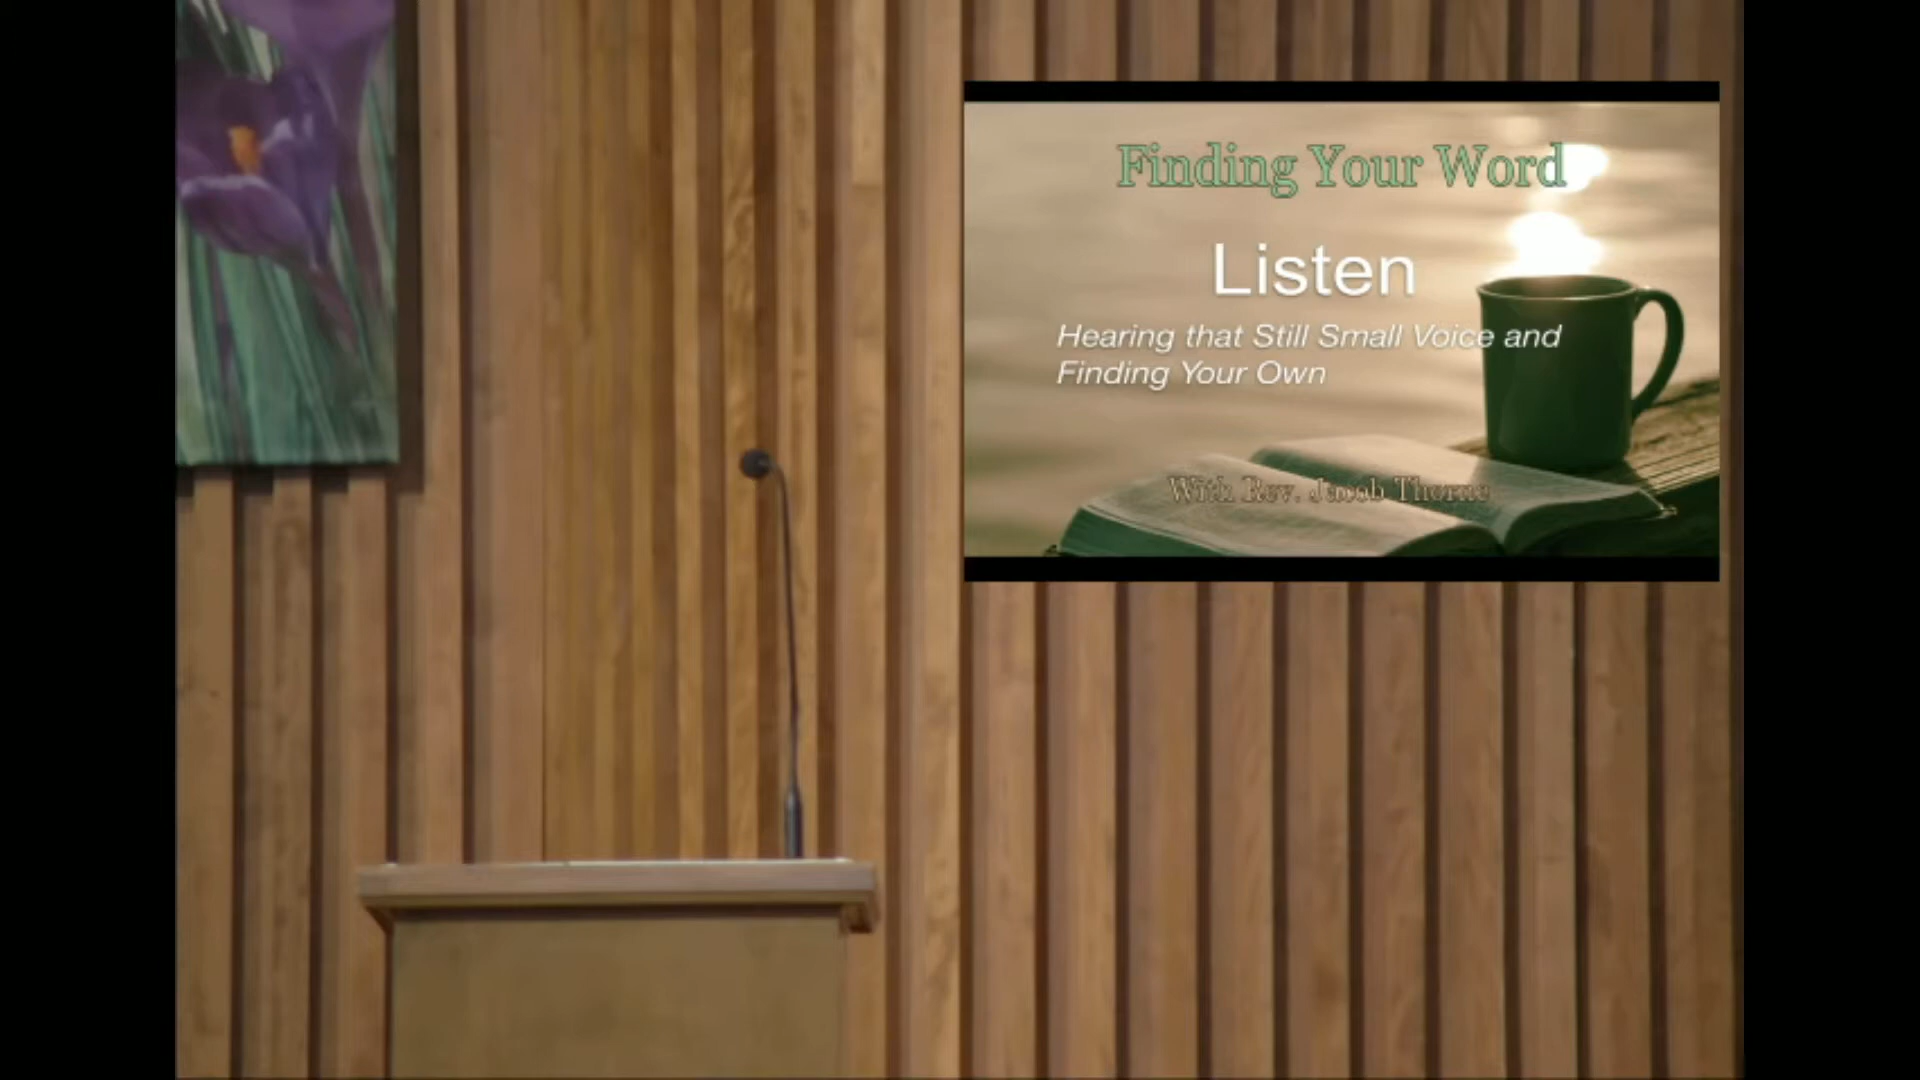 Finding Your Word
Listen
Hearing that Still Small Voice and
Finding Your Own
With Rev. Jacob Thorne